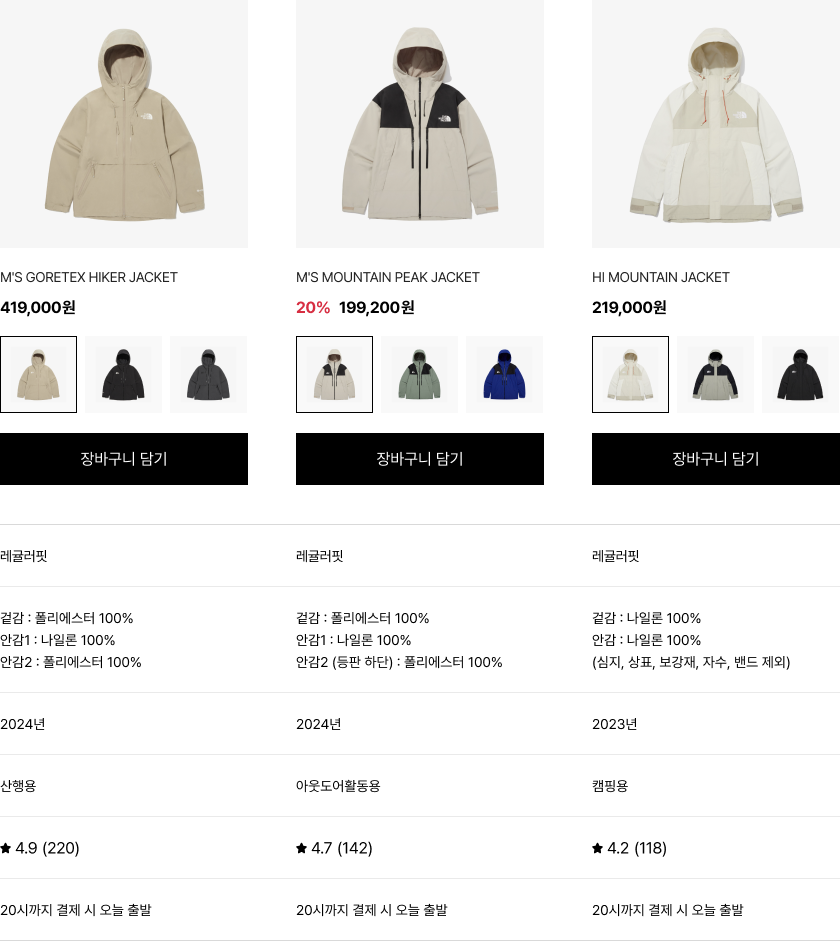 M'S GORETEX HIKER JACKET
419,000원
장바구니 담기
M'S MOUNTAIN PEAK JACKET
20% 199,200원
장바구니 담기
HI MOUNTAIN JACKET
219,000원
장바구니 담기
레귤러핏
레귤러핏
레귤러핏
겉감 : 폴리에스터 100%
안감1 : 나일론 100%
안감2 : 폴리에스터 100%
겉감 : 폴리에스터 100%
안감1 : 나일론 100%
안감2 (등판 하단) : 폴리에스터 100%
겉감 : 나일론 100%
안감 : 나일론 100%
(심지, 상표, 보강재, 자수, 밴드 제외)
2024년
2024년
2023년
산행용
아웃도어활동용
캠핑용
★ 4.9 (220)
★ 4.7 (142)
★ 4.2 (118)
20시까지 결제 시 오늘 출발
20시까지 결제 시 오늘 출발
20시까지 결제 시 오늘 출발